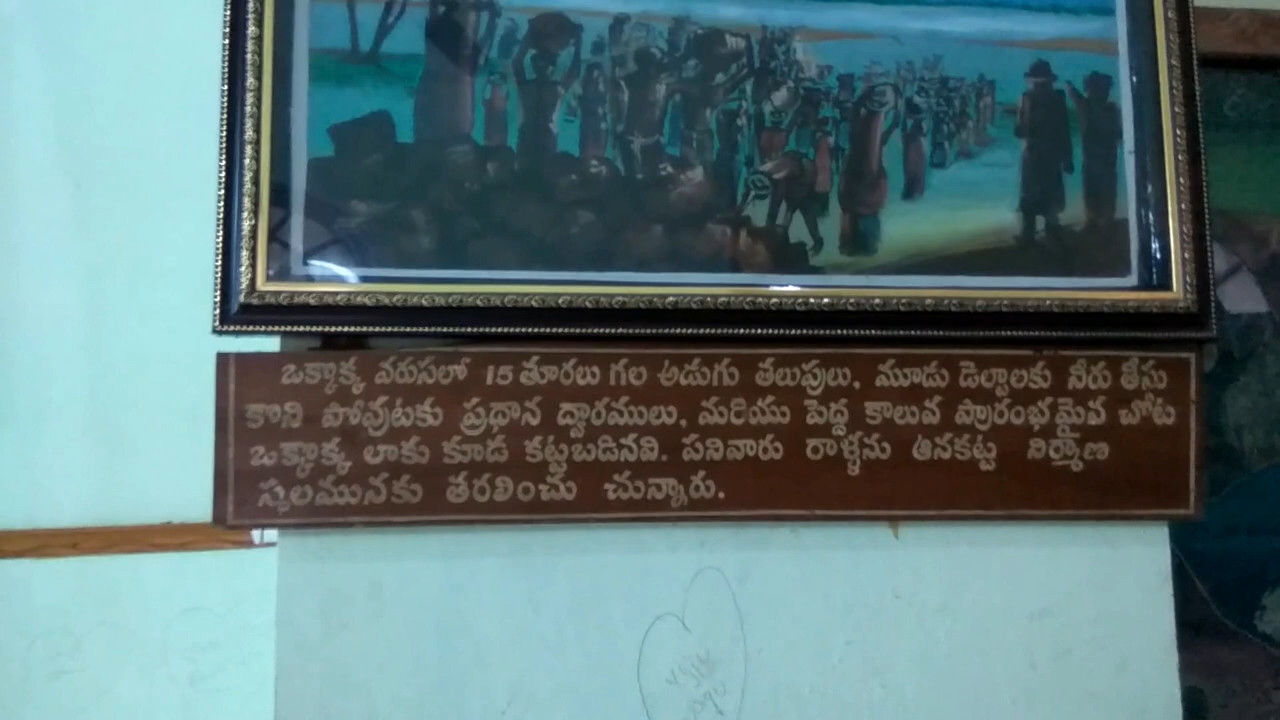 ఒక్కొక్క వరుసలో 15 తూరలు గల అడుగు తలుపులు, మూడు డెల్టాలకు నీరు తీసు
కొని పోవుటకు ప్రధాన ద్వారములు, మరియు పెద్ద కాలువ ప్రారంభమైన చోట
ఒక్కొక్క లాకు కూడ కట్టబడినవి. పనివారు రాళ్ళను ఆనకట్ట నిర్మాణ
స్థలమునకు తరలించు చున్నారు.